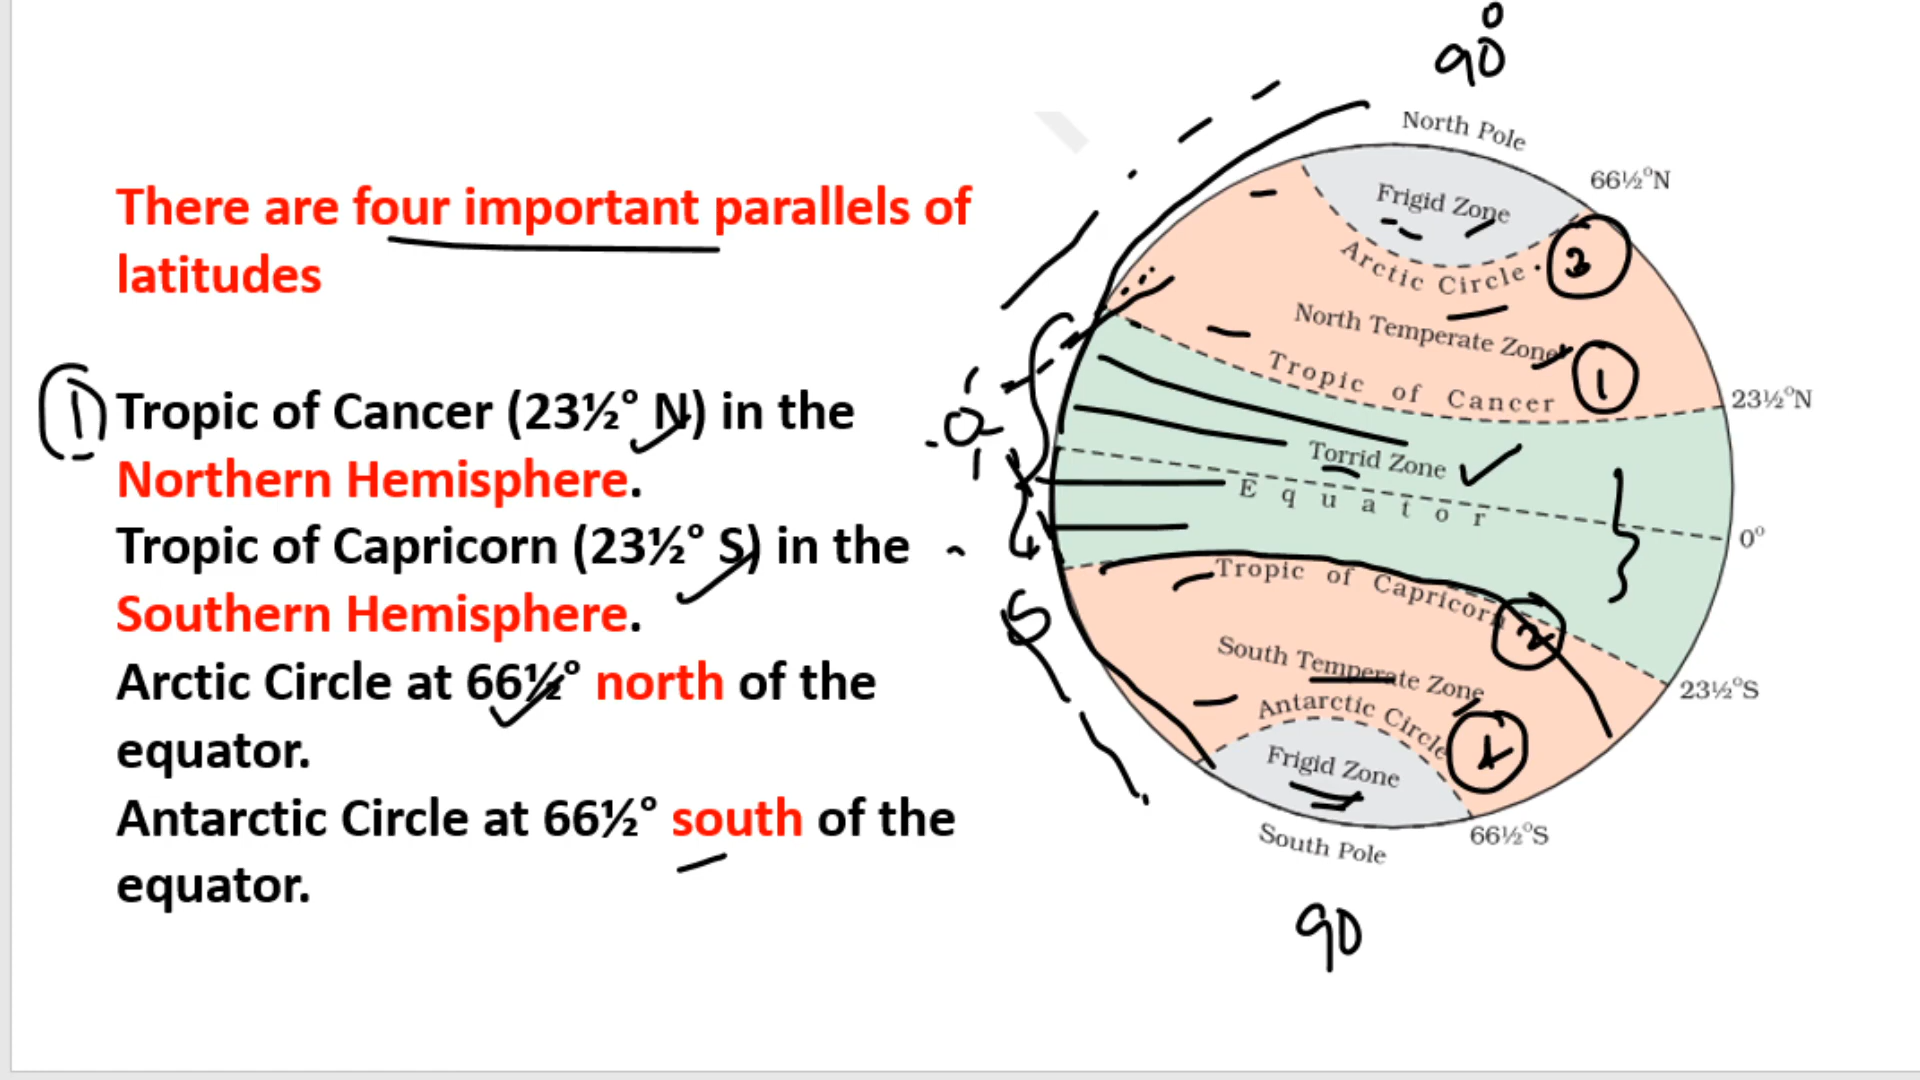 There are four important parallels of
latitudes
1
Tropic of Cancer (23½° N) in the
Northern Hemisphere.
Tropic of Capricorn (23½° S) in the
Southern Hemisphere.
Arctic Circle at 66½° north of the
equator.
Antarctic Circle at 66½° south of the
equator.
90°
North Pole
66½°N
Frigid Zone
Arctic Circle
3
North Temperate Zone
1
Tropic of Cancer
23½°N
Torrid Zone
Equator
0°
Tropic of Capricorn
2
South Temperate Zone
23½°S
Antarctic Circle
Frigid Zone
66½°S
South Pole
90